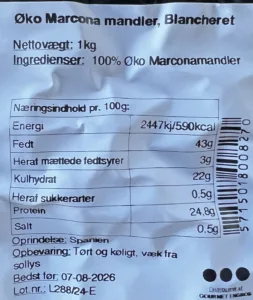 Øko Marcona mandler, Blancheret
Nettovægt: 1kg
Ingredienser: 100% Øko Marconamandler
Næringsindhold pr. 100g:
Energi 2447kj/590kcal
Fedt 43g
Heraf mættede fedtsyrer 3g
Kulhydrat 22g
Heraf sukkerarter 0.5g
Protein 24,8g
Salt 0,5g
5715018008270
Oprindelse: Spanien
Opbevaring: Tørt og køligt, væk fra
sollys
Bedst før: 07-08-2026
Lot.nr.: L288/24-E